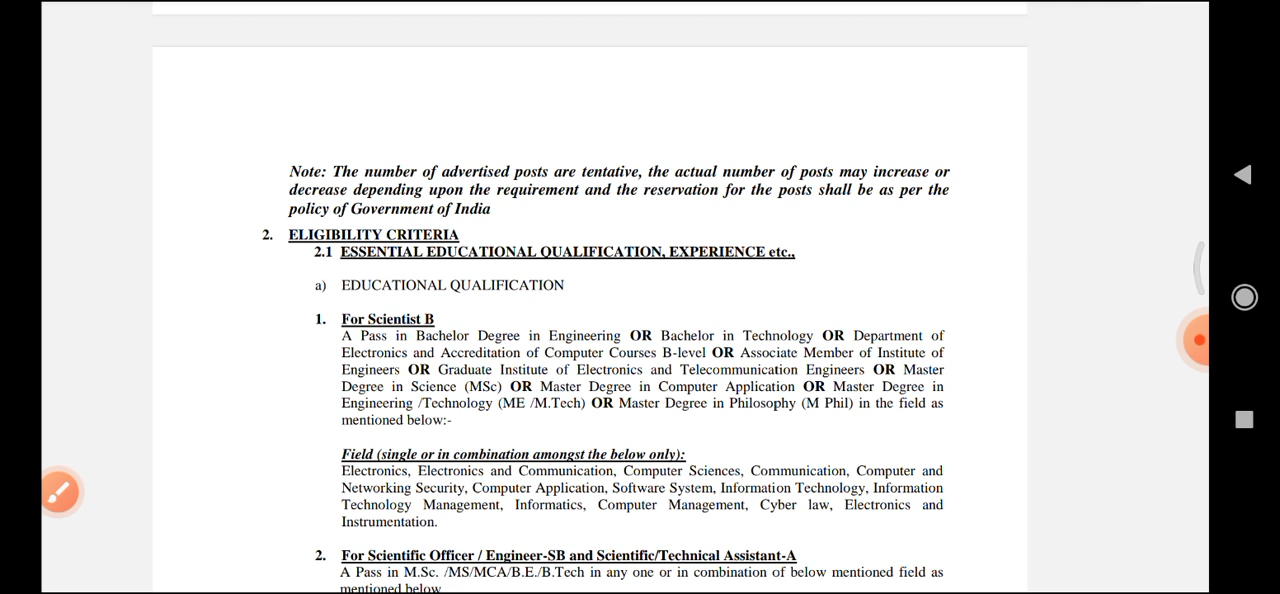 Note: The number of advertised posts are tentative, the actual number of posts may increase or
decrease depending upon the requirement and the reservation for the posts shall be as per the
policy of Government of India
2. ELIGIBILITY CRITERIA
2.1 ESSENTIAL EDUCATIONAL QUALIFICATION, EXPERIENCE etc.,
a) EDUCATIONAL QUALIFICATION
1. For Scientist B
A Pass in Bachelor Degree in Engineering OR Bachelor in Technology OR Department of
Electronics and Accreditation of Computer Courses B-level OR Associate Member of Institute of
Engineers OR Graduate Institute of Electronics and Telecommunication Engineers OR Master
Degree in Science (MSc) OR Master Degree in Computer Application OR Master Degree in
Engineering /Technology (ME /M.Tech) OR Master Degree in Philosophy (M Phil) in the field as
mentioned below:-
Field (single or in combination amongst the below only):
Electronics, Electronics and Communication, Computer Sciences, Communication, Computer and
Networking Security, Computer Application, Software System, Information Technology, Information
Technology Management, Informatics, Computer Management, Cyber law, Electronics and
Instrumentation.
2. For Scientific Officer / Engineer-SB and Scientific/Technical Assistant-A
A Pass in M.Sc. /MS/MCA/B.E./B.Tech in any one or in combination of below mentioned field as
mentioned below